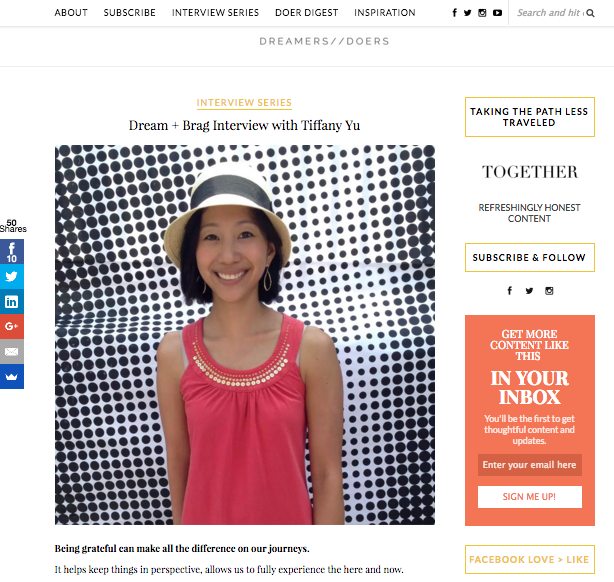 ABOUT SUBSCRIBE INTERVIEW SERIES DOER DIGEST INSPIRATION
Search and hit
DREAMERS//DOERS
INTERVIEW SERIES
Dream + Brag Interview with Tiffany Yu
50
Shares
10
Being grateful can make all the difference on our journeys.
It helps keep things in perspective, allows us to fully experience the here and now.
TAKING THE PATH LESS
TRAVELED
TOGETHER
REFRESHINGLY HONEST
CONTENT
SUBSCRIBE & FOLLOW
GET MORE
CONTENT LIKE
THIS
IN YOUR
INBOX
You'll be the first to get
thoughtful content and
updates.
Enter your email here
SIGN ME UP!
FACEBOOK LOVE > LIKE